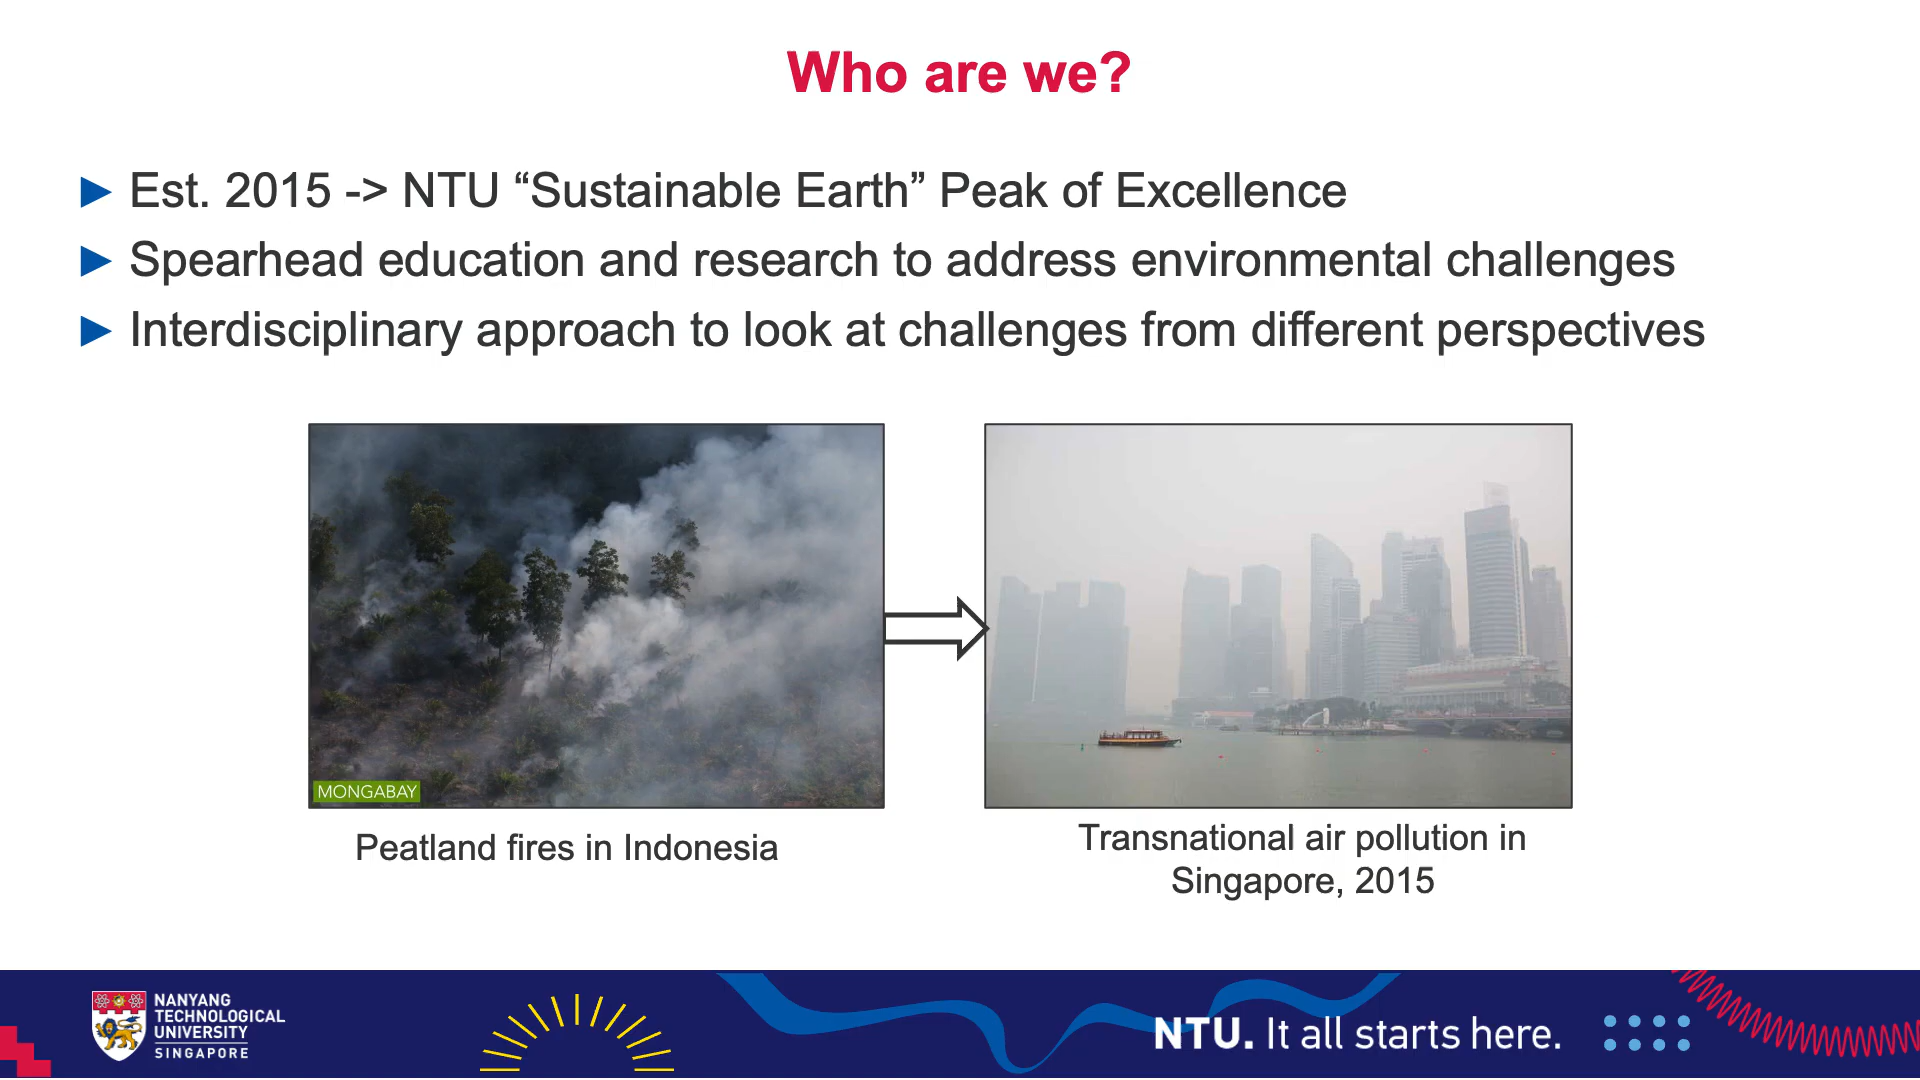 Who are we?
Est. 2015 -> NTU “Sustainable Earth” Peak of Excellence
Spearhead education and research to address environmental challenges
Interdisciplinary approach to look at challenges from different perspectives
MONGABAY
Peatland fires in Indonesia
Transnational air pollution in
Singapore, 2015
NANYANG
TECHNOLOGICAL
UNIVERSITY
SINGAPORE
NTU. It all starts here.